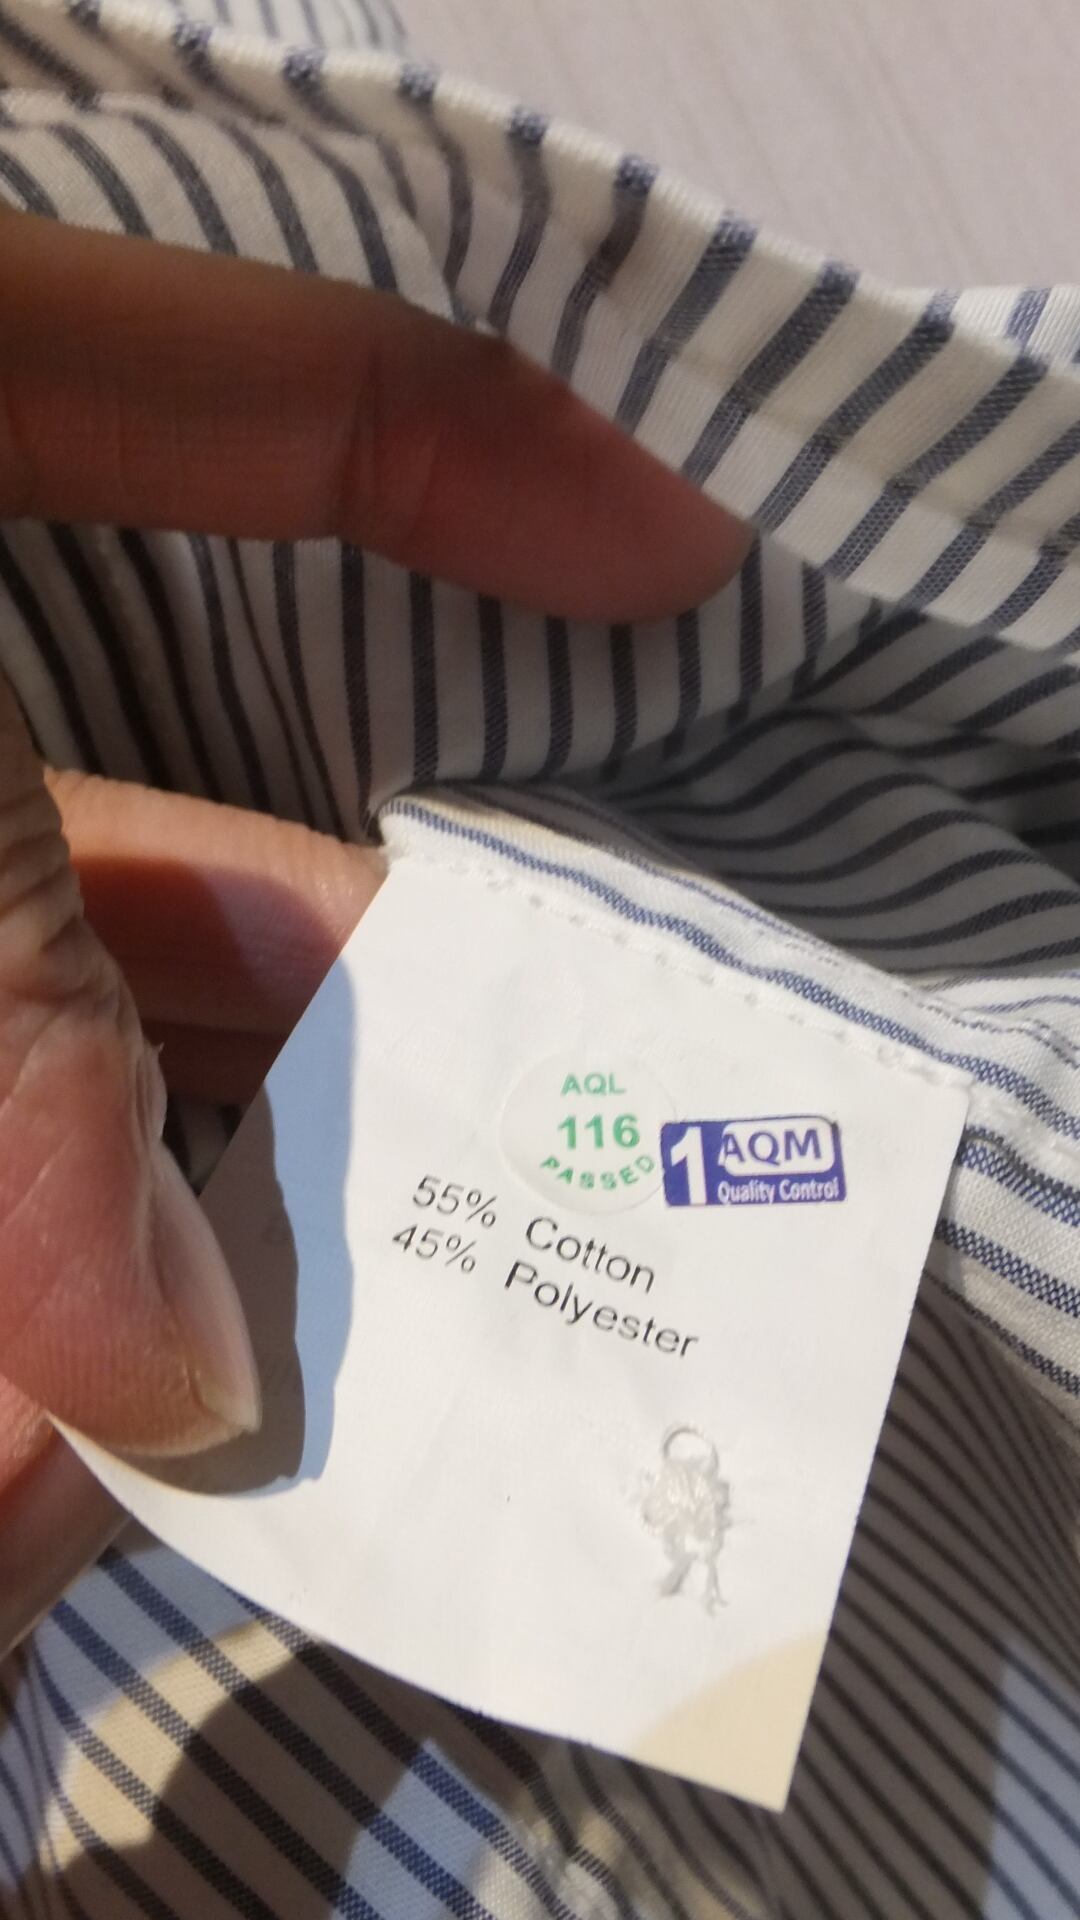 AQL
116
PASSED
1 AQM
Quality Control
55% Cotton
45% Polyester